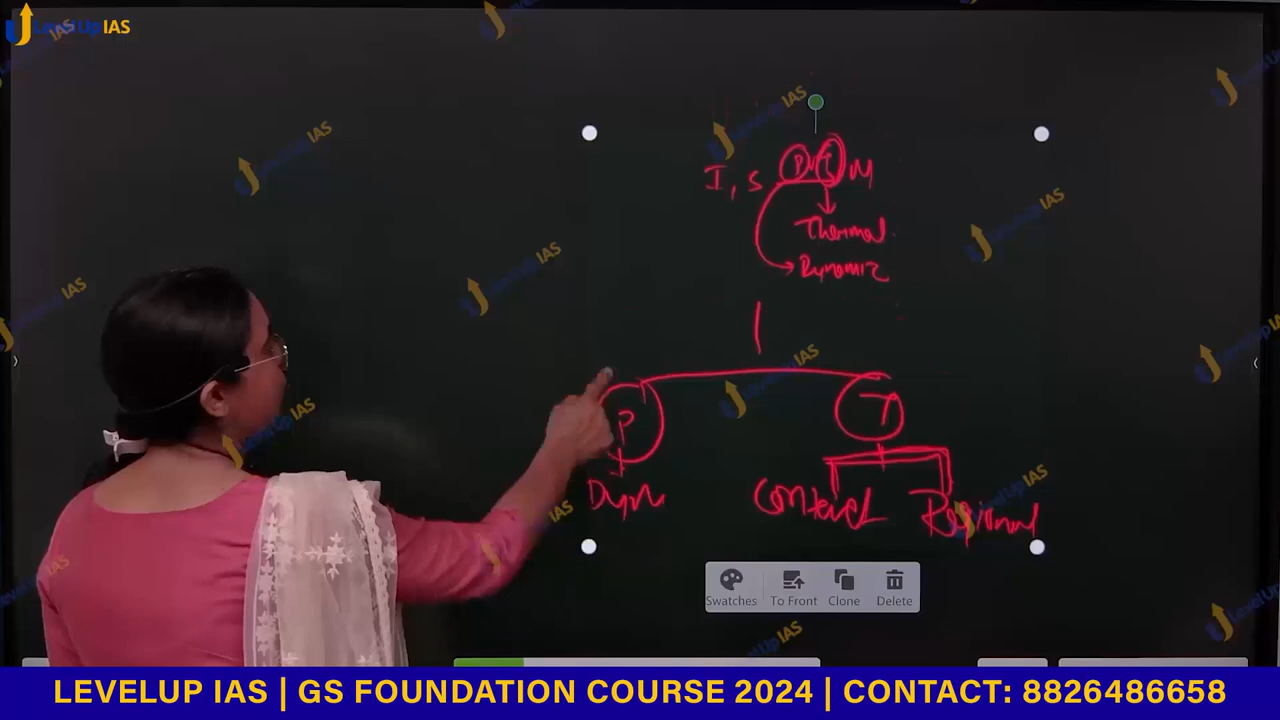 LevelUp IAS
I, S P, T, M
Thermal
Dynamic
P T
Dyn Contact Regional
Swatches To Front Clone Delete
LEVELUP IAS | GS FOUNDATION COURSE 2024 | CONTACT: 8826486658